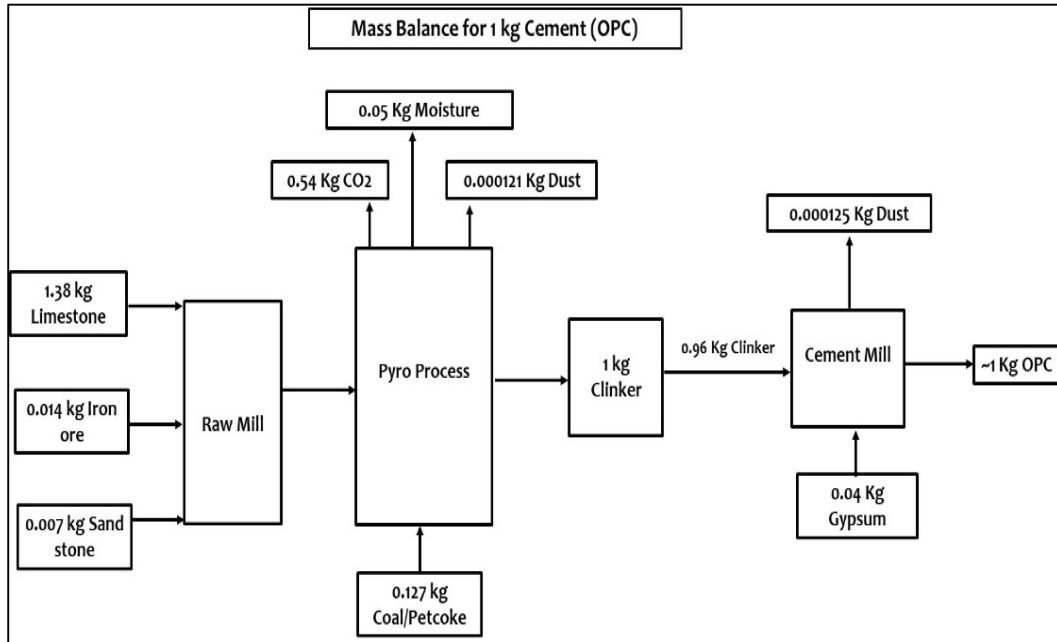 Mass Balance for 1 kg Cement (OPC)
0.05 Kg Moisture
0.54 Kg CO2
0.000121 Kg Dust
0.000125 Kg Dust
1.38 kg
Limestone
0.014 kg Iron
ore
0.007 kg Sand
stone
Raw Mill
Pyro Process
0.127 kg
Coal/Petcoke
1 kg
Clinker
0.96 Kg Clinker
Cement Mill
0.04 Kg
Gypsum
~1 Kg OPC